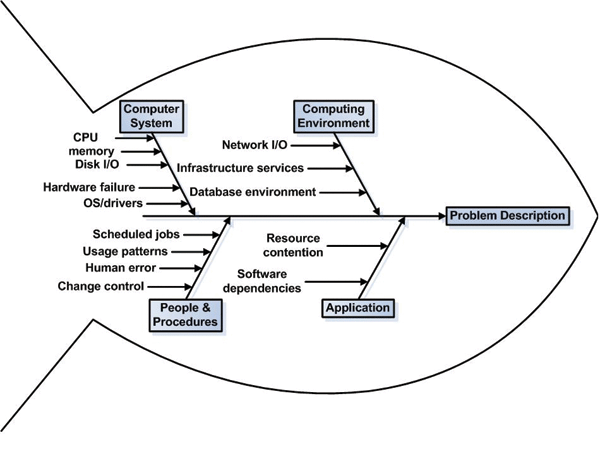 Computer
System
CPU
memory
Disk I/O
Hardware failure
OS/drivers
Computing
Environment
Network I/O
Infrastructure services
Database environment
Problem Description
Scheduled jobs
Usage patterns
Human error
Change control
People &
Procedures
Resource
contention
Software
dependencies
Application